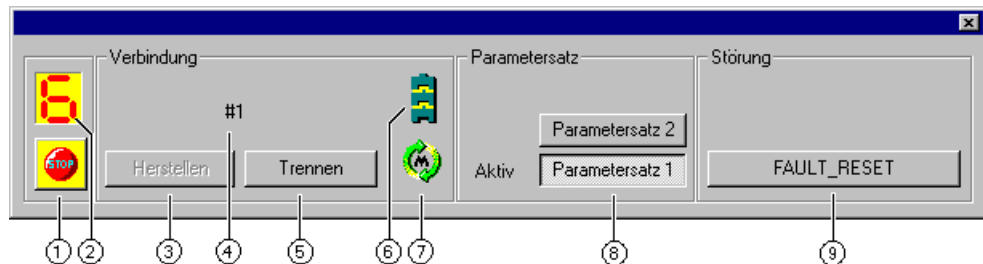 Verbindung
Parametersatz
Störung
6
#1
STOP
Herstellen
Trennen
Parametersatz 2
Aktiv
Parametersatz 1
FAULT_RESET
1 2 3 4 5 6 7 8 9